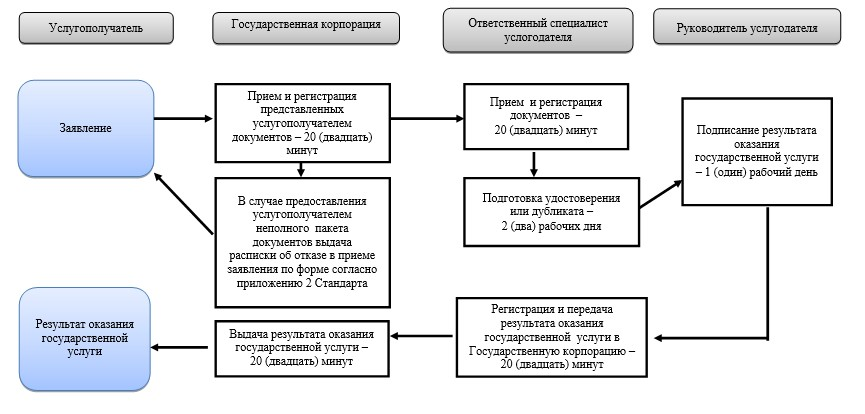 Услугополучатель
Государственная корпорация
Ответственный специалист
услогодателя
Руководитель услугодателя
Заявление
Прием и регистрация
представленных
услугополучателем
документов – 20 (двадцать)
минут
Прием и регистрация
документов –
20 (двадцать) минут
Подписание результата
оказания
государственной услуги
– 1 (один) рабочий день
В случае предоставления
услугополучателем
неполного пакета
документов выдача
расписки об отказе в приеме
заявления по форме согласно
приложению 2 Стандарта
Подготовка удостоверения
или дубликата –
2 (два) рабочих дня
Результат оказания
государственной
услуги
Выдача результата оказания
государственной услуги –
20 (двадцать) минут
Регистрация и передача
результата оказания
государственной услуги в
Государственную корпорацию –
20 (двадцать) минут